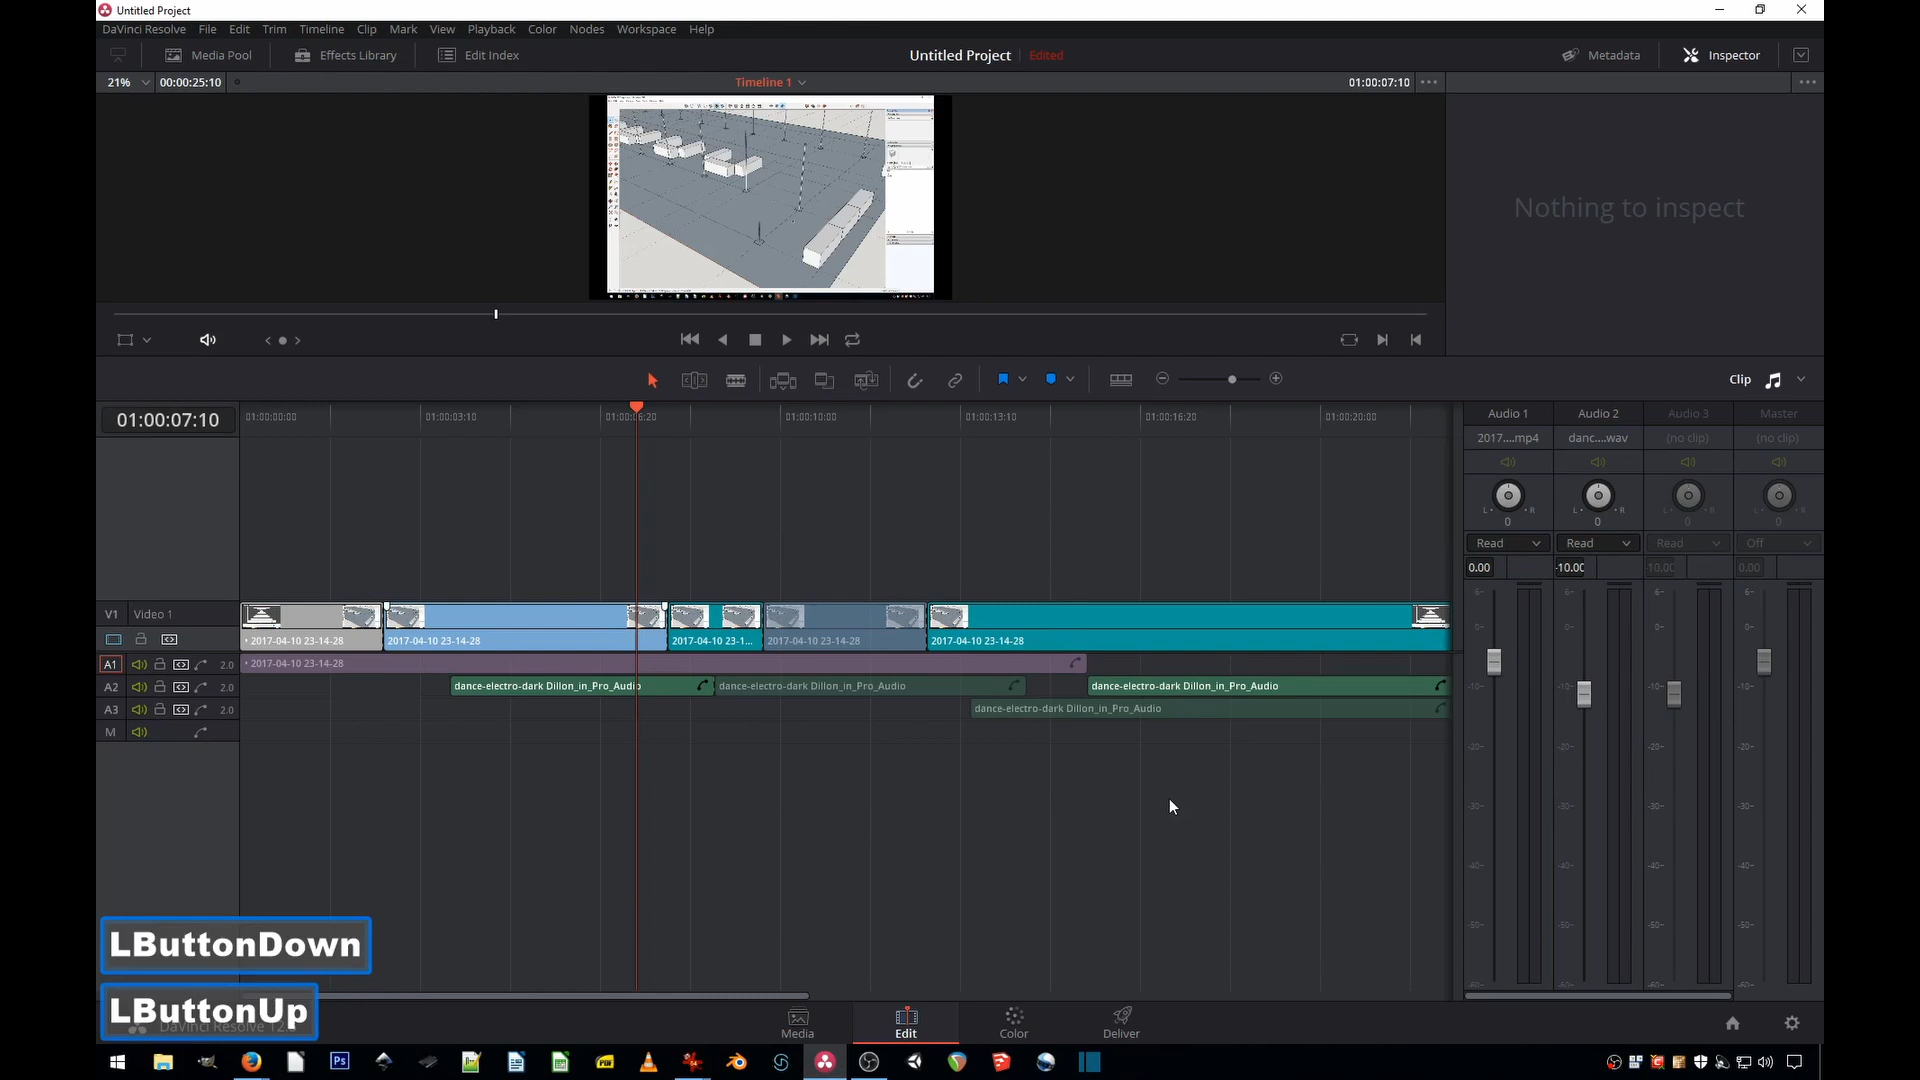 Untitled Project
DaVinci Resolve File Edit Trim Timeline Clip Mark View Playback Color Nodes Workspace Help
Media Pool Effects Library Edit Index Untitled Project Edited Metadata Inspector
21% 00:00:25:10 Timeline 1 01:00:07:10
Nothing to inspect
Clip
01:00:07:10 01:00:00:00 01:00:03:10 01:00:06:20 01:00:10:00 01:00:13:10 01:00:16:20 01:00:20:00
Audio 1 Audio 2 Audio 3 Master
2017....mp4 danc....wav (no clip) (no clip)
L R L R L R L R
0 0 0 0
Read Read Read Off
0.00 -10.00 -10.00 0.00
V1 Video 1
2017-04-10 23-14-28 2017-04-10 23-14-28 2017-04-10 23-1... 2017-04-10 23-14-28 2017-04-10 23-14-28
A1 2.0 2017-04-10 23-14-28
A2 2.0 dance-electro-dark Dillon_in_Pro_Audio dance-electro-dark Dillon_in_Pro_Audio dance-electro-dark Dillon_in_Pro_Audio
A3 2.0 dance-electro-dark Dillon_in_Pro_Audio
M
LButtonDown
LButtonUp
Media Edit Color Deliver
Ps